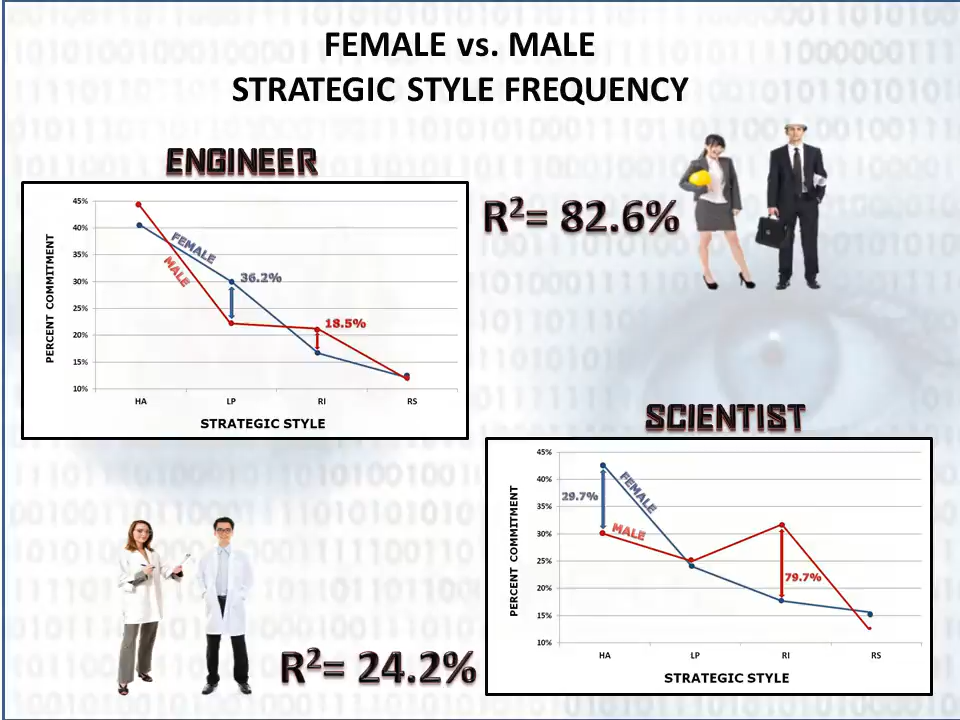 FEMALE vs. MALE
STRATEGIC STYLE FREQUENCY
ENGINEER
45%
40%
35%
30%
25%
20%
15%
10%
PERCENT COMMITMENT
FEMALE
MALE
36.2%
18.5%
HA LP RI RS
STRATEGIC STYLE
R²= 82.6%
SCIENTIST
45%
40%
35%
30%
25%
20%
15%
10%
PERCENT COMMITMENT
29.7%
FEMALE
MALE
79.7%
HA LP RI RS
STRATEGIC STYLE
R²= 24.2%